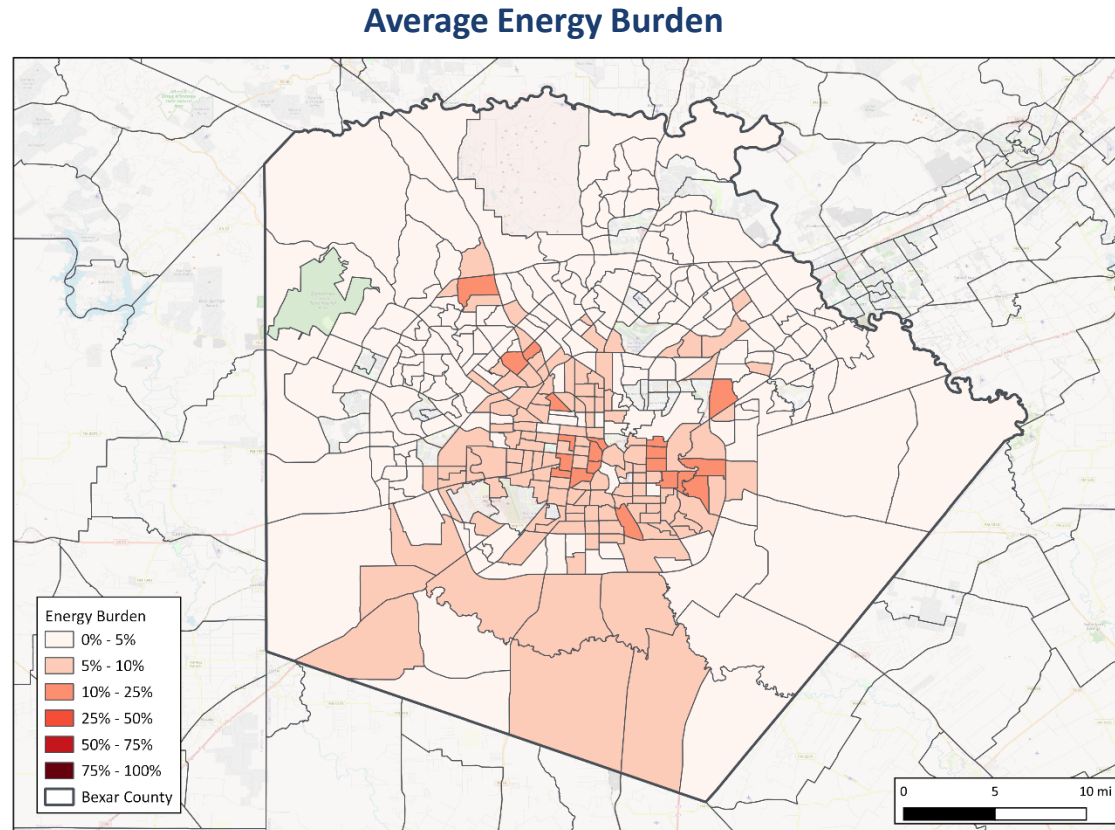 Average Energy Burden
Energy Burden
0% - 5%
5% - 10%
10% - 25%
25% - 50%
50% - 75%
75% - 100%
Bexar County
0 5 10 mi